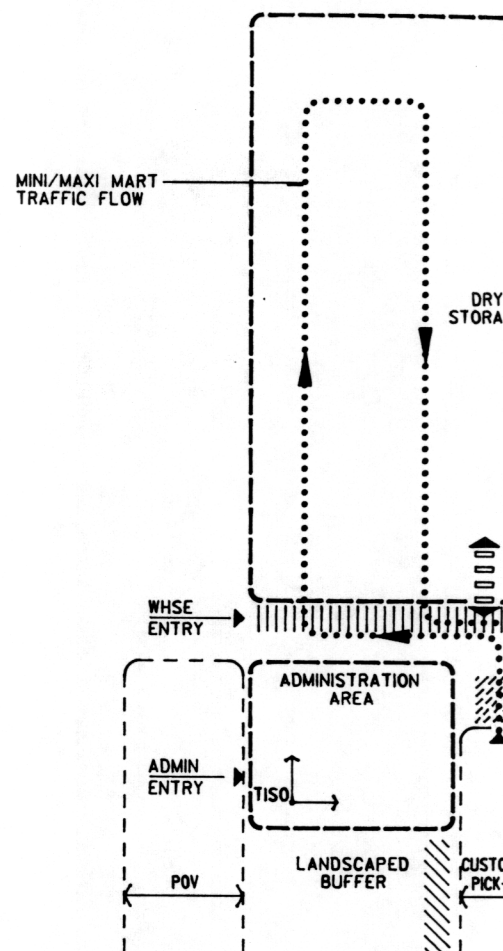 MINI/MAXI MART
TRAFFIC FLOW
DRY
STORA
WHSE
ENTRY
ADMINISTRATION
AREA
ADMIN
ENTRY
TISO
LANDSCAPED
BUFFER
POV
CUSTO
PICK-